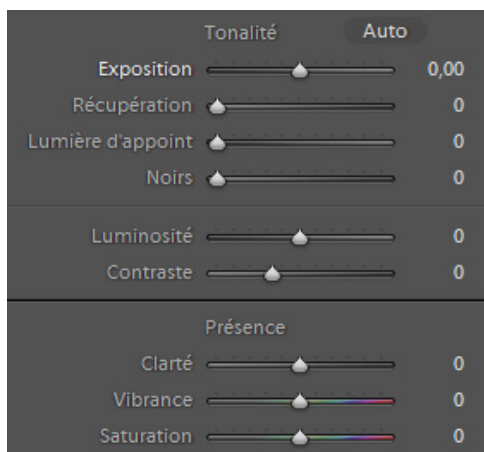 Tonalité Auto
Exposition 0,00
Récupération 0
Lumière d'appoint 0
Noirs 0
Luminosité 0
Contraste 0
Présence
Clarté 0
Vibrance 0
Saturation 0